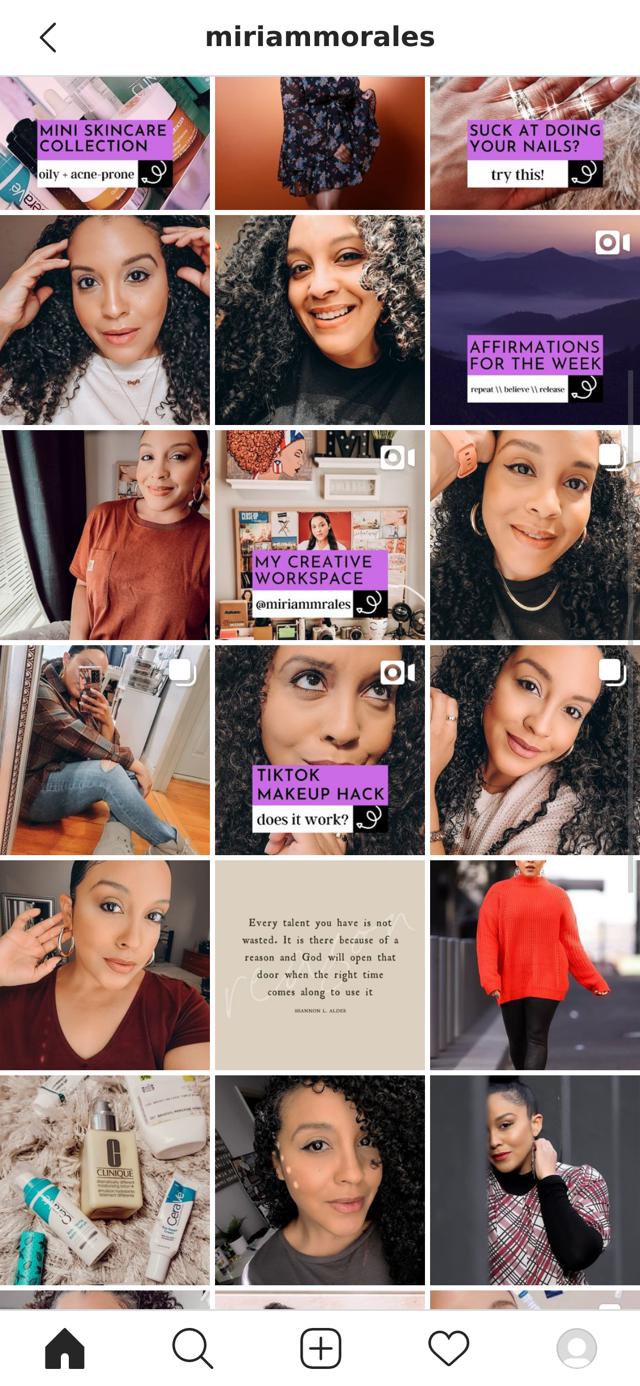 miriammorales
MINI SKINCARE
COLLECTION
oily + acne-prone
SUCK AT DOING
YOUR NAILS?
try this!
AFFIRMATIONS
FOR THE WEEK
repeat \\ believe \\ release
CLOSE-UP
MY CREATIVE
WORKSPACE
@miriammrales
TIKTOK
MAKEUP HACK
does it work?
Every talent you have is not
wasted. It is there because of a
reason and God will open that
door when the right time
comes along to use it
SHANNON L. ALDER
reason
C
CLINIQUE
CeraVe